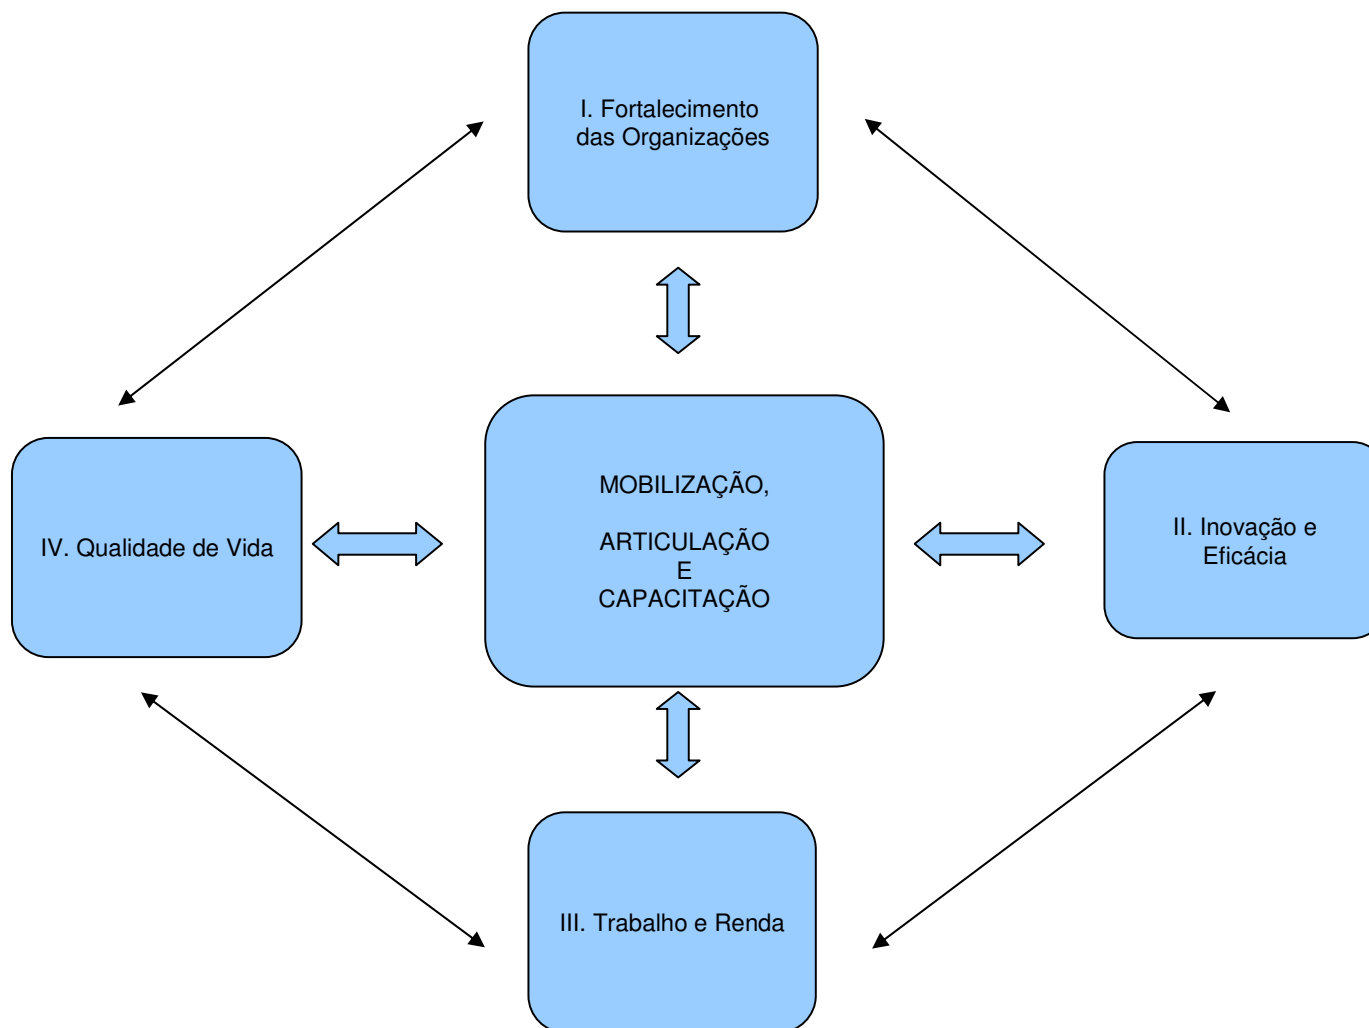 I. Fortalecimento
das Organizações
MOBILIZAÇÃO,
ARTICULAÇÃO
E
CAPACITAÇÃO
IV. Qualidade de Vida
II. Inovação e
Eficácia
III. Trabalho e Renda